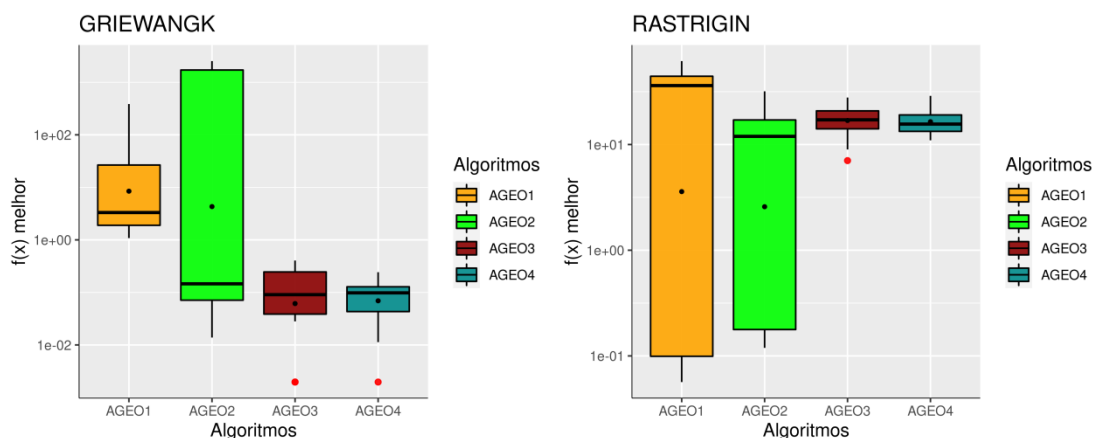 GRIEWANGK
f(x) melhor
1e+02
1e+00
1e-02
AGEO1
AGEO2
AGEO3
AGEO4
Algoritmos
Algoritmos
AGEO1
AGEO2
AGEO3
AGEO4
RASTRIGIN
f(x) melhor
1e+01
1e+00
1e-01
AGEO1
AGEO2
AGEO3
AGEO4
Algoritmos
Algoritmos
AGEO1
AGEO2
AGEO3
AGEO4